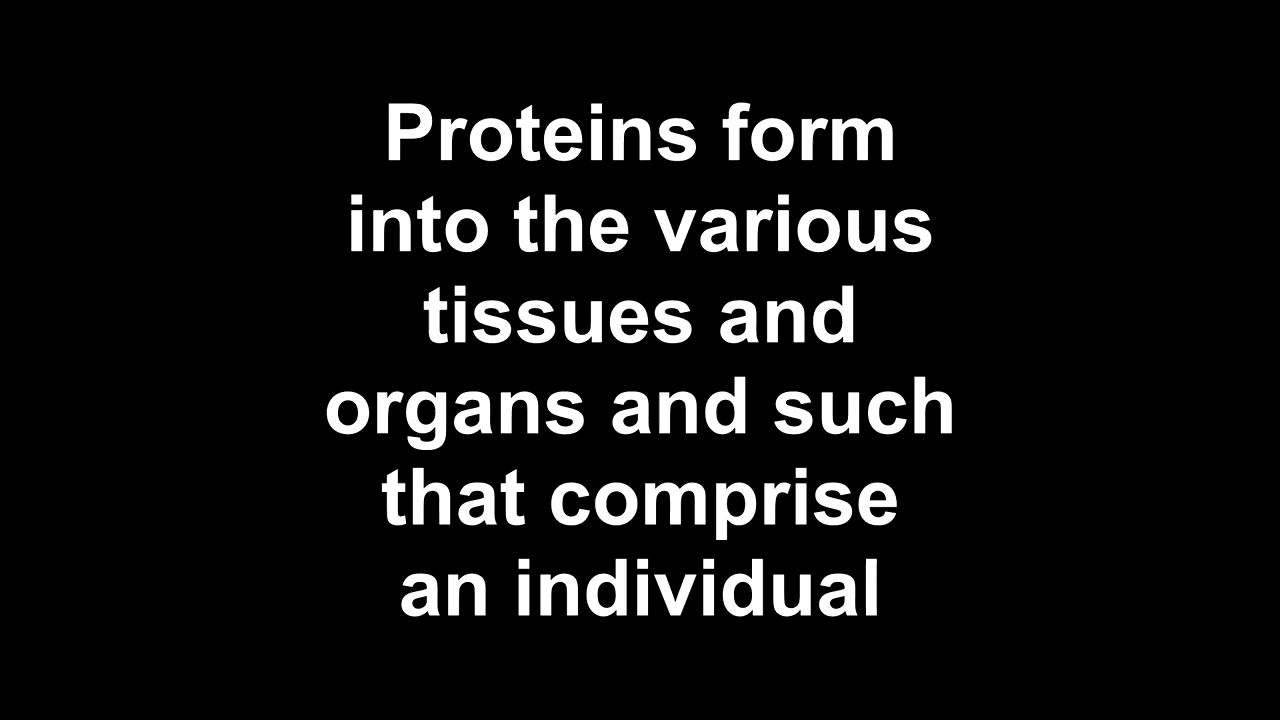 Proteins form
into the various
tissues and
organs and such
that comprise
an individual